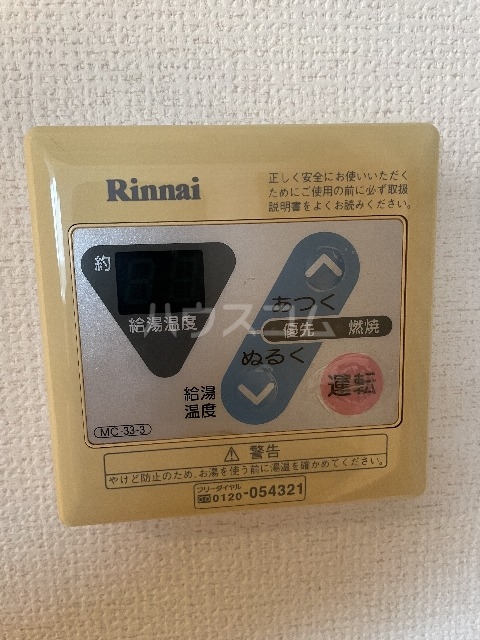 Rinnai
正しく安全にお使いいただく
ためにご使用の前に必ず取扱
説明書をよくお読みください。
約
給湯温度
あつく
優先 燃焼
ぬるく
給湯
温度
運転
MC-33-3
ハウスコム
⚠ 警告
やけど防止のため、お湯を使う前に湯温を確かめてください。
フリーダイヤル
0120-054321